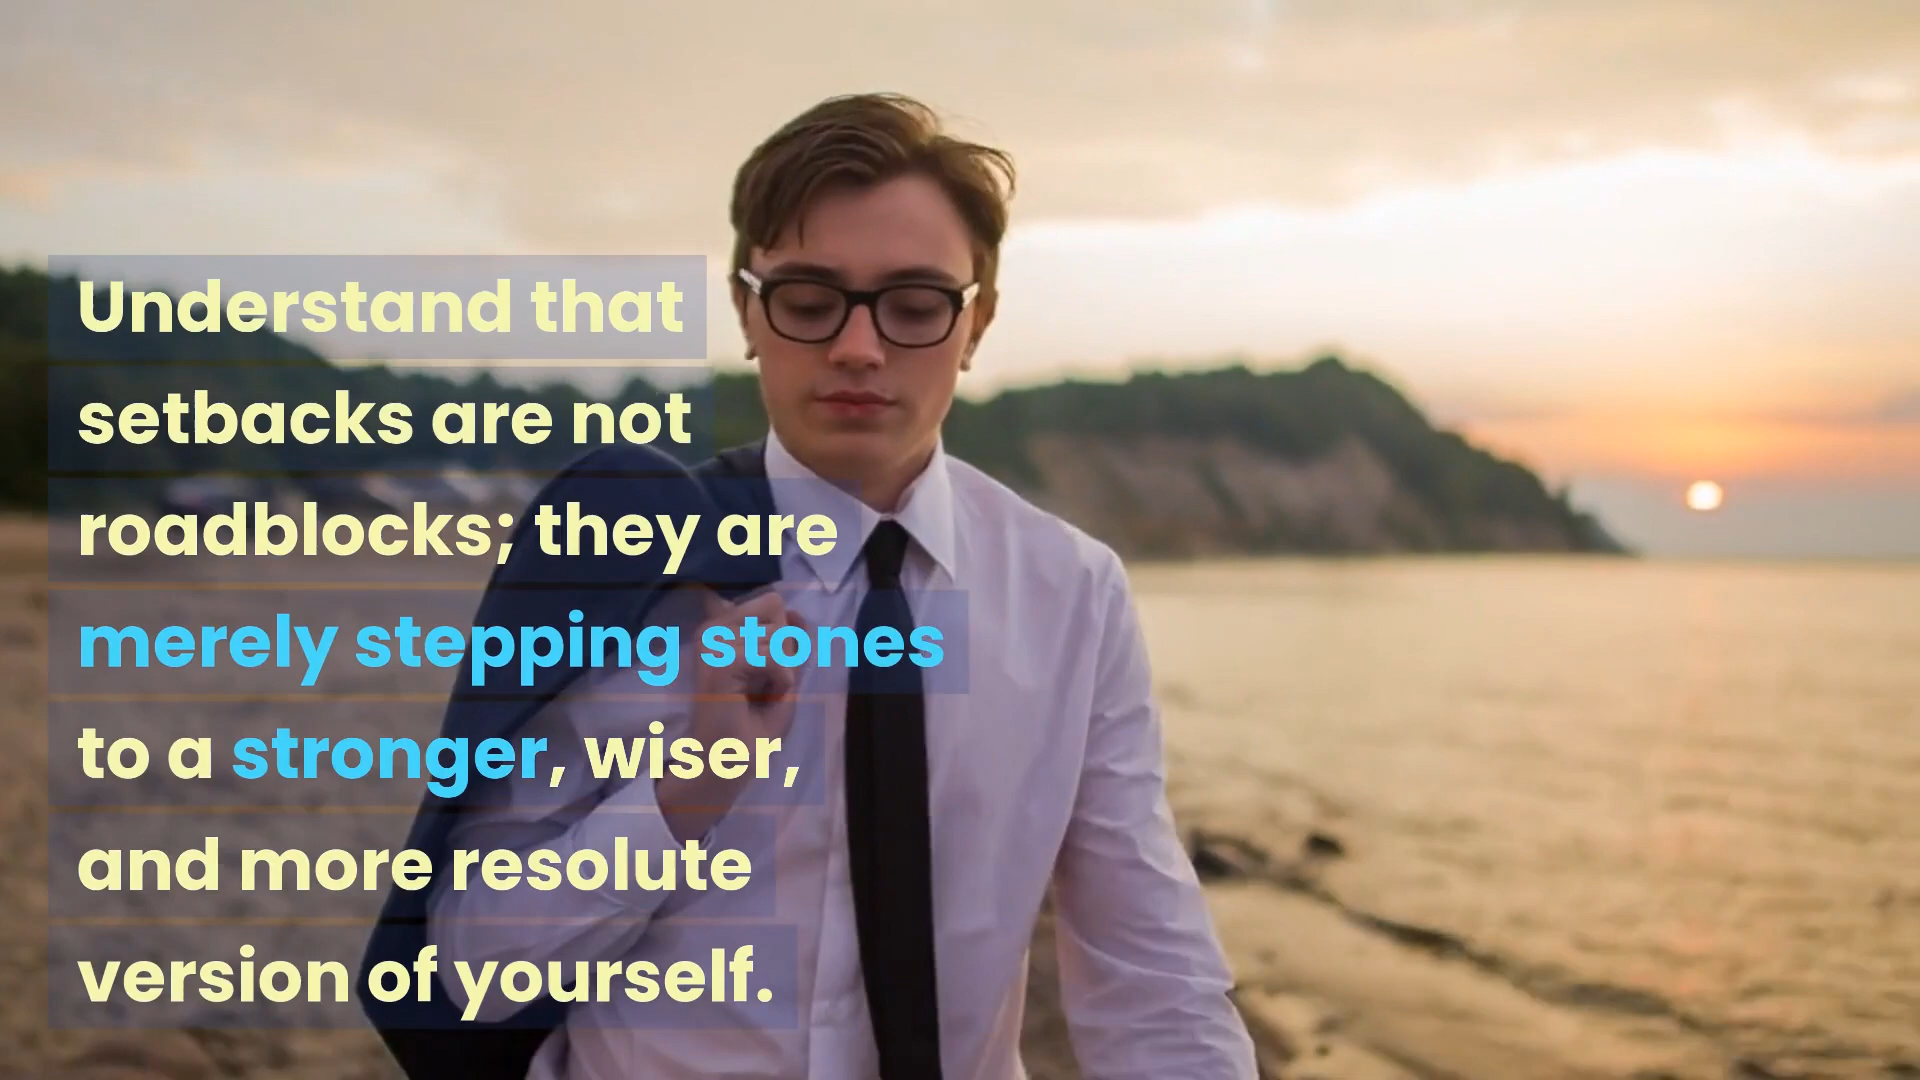 Understand that
setbacks are not
roadblocks; they are
merely stepping stones
to a stronger, wiser,
and more resolute
version of yourself.